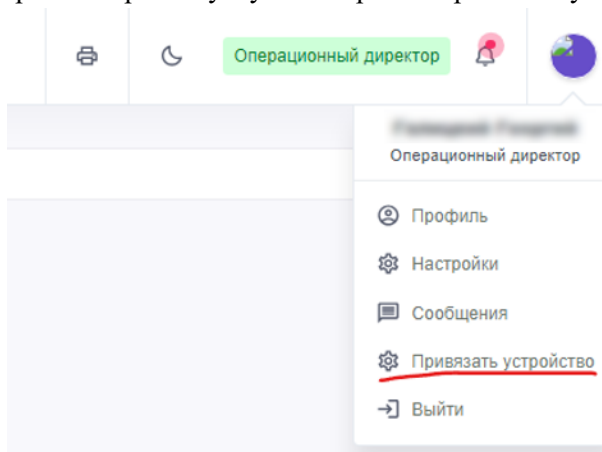 Операционный директор
Операционный директор
Профиль
Настройки
Сообщения
Привязать устройство
Выйти